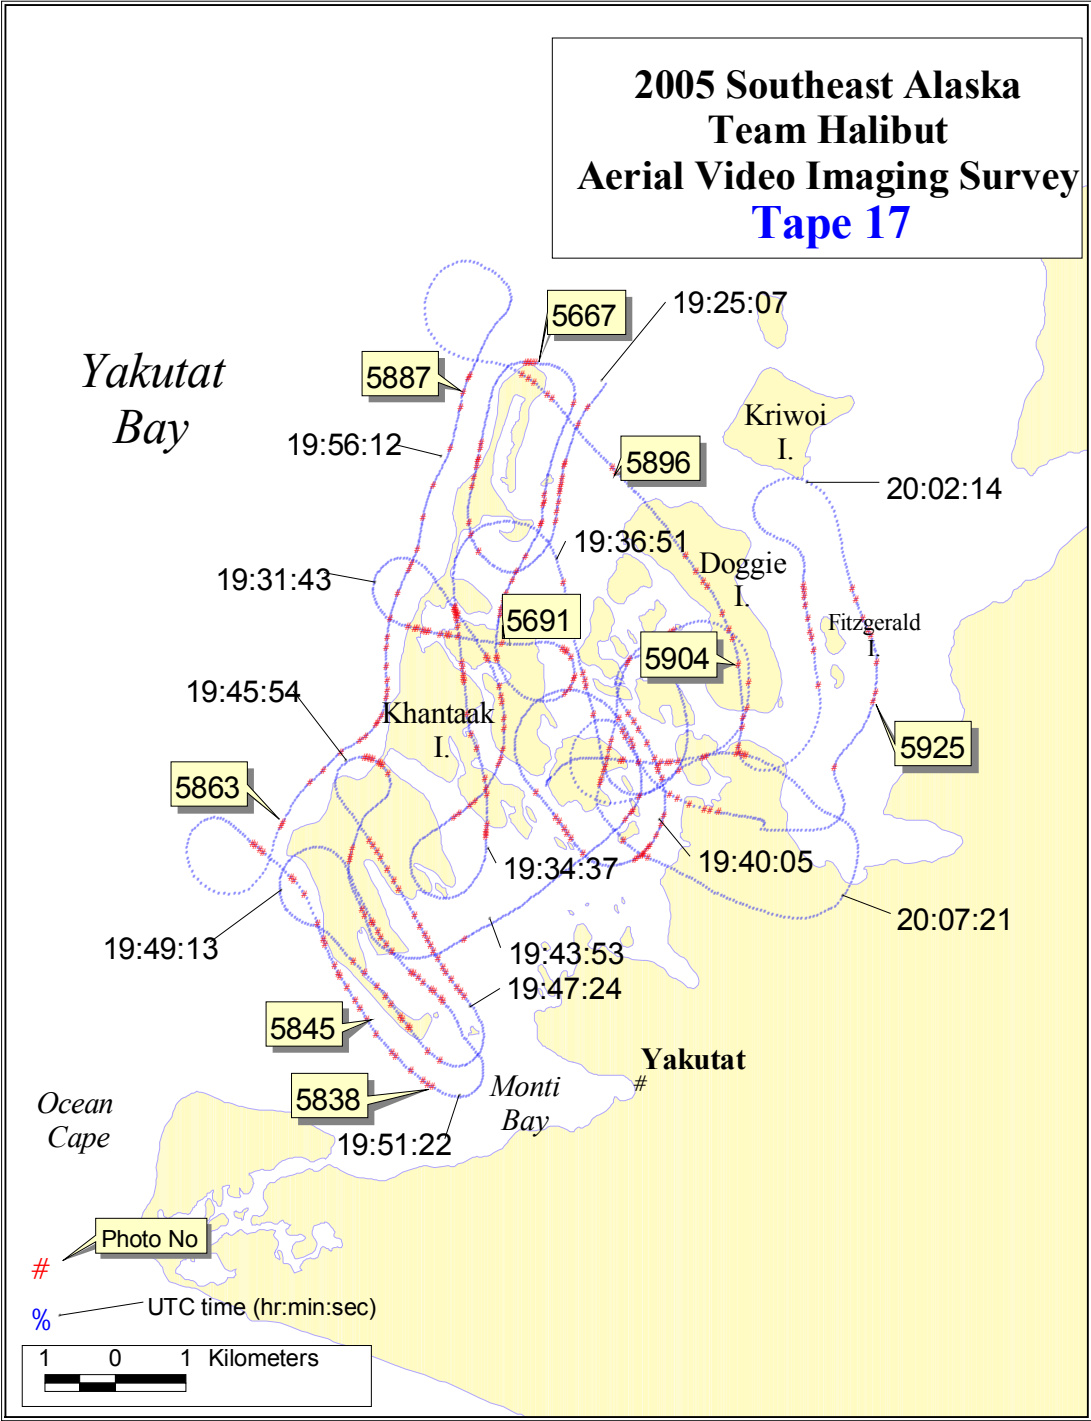 2005 Southeast Alaska
Team Halibut
Aerial Video Imaging Survey
Tape 17
5667
19:25:07
Yakutat
Bay
5887
Kriwoi
I.
19:56:12
5896
20:02:14
19:36:51
Doggie
I.
19:31:43
5691
Fitzgerald
I.
5904
19:45:54
Khantaak
I.
5925
5863
19:34:37
19:40:05
20:07:21
19:49:13
19:43:53
19:47:24
5845
Yakutat
#
5838
Monti
Bay
Ocean
Cape
19:51:22
Photo No
#
% UTC time (hr:min:sec)
1 0 1 Kilometers